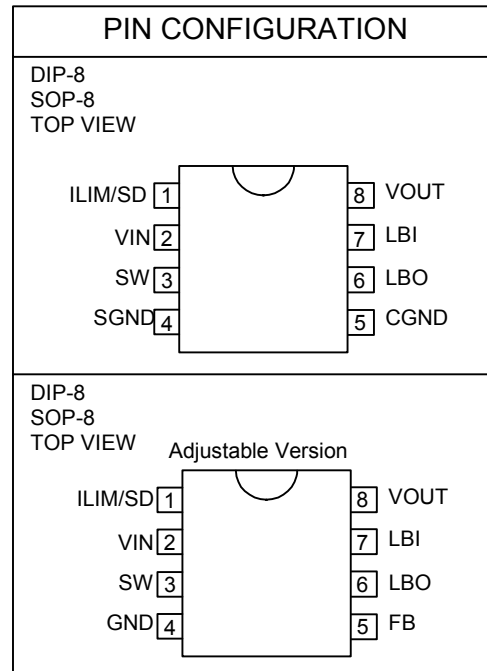 PIN CONFIGURATION
DIP-8
SOP-8
TOP VIEW
ILIM/SD 1 8 VOUT
VIN 2 7 LBI
SW 3 6 LBO
SGND 4 5 CGND
DIP-8
SOP-8
TOP VIEW Adjustable Version
ILIM/SD 1 8 VOUT
VIN 2 7 LBI
SW 3 6 LBO
GND 4 5 FB